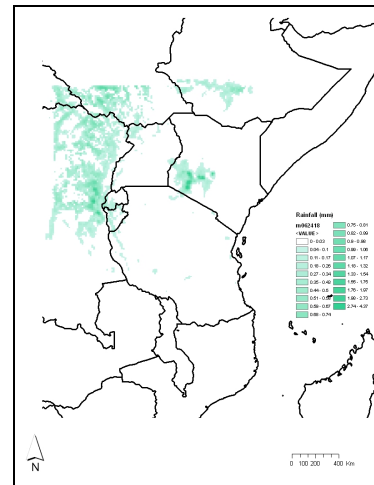 Rainfall (mm)
m062418
<VALUE>
0 - 0.03
0.04 - 0.1
0.11 - 0.17
0.18 - 0.26
0.27 - 0.34
0.35 - 0.43
0.44 - 0.5
0.51 - 0.58
0.59 - 0.67
0.68 - 0.74
0.75 - 0.81
0.82 - 0.89
0.9 - 0.98
0.99 - 1.06
1.07 - 1.17
1.18 - 1.32
1.33 - 1.54
1.55 - 1.75
1.76 - 1.97
1.98 - 2.73
2.74 - 4.27
N
0 100 200 400 Km